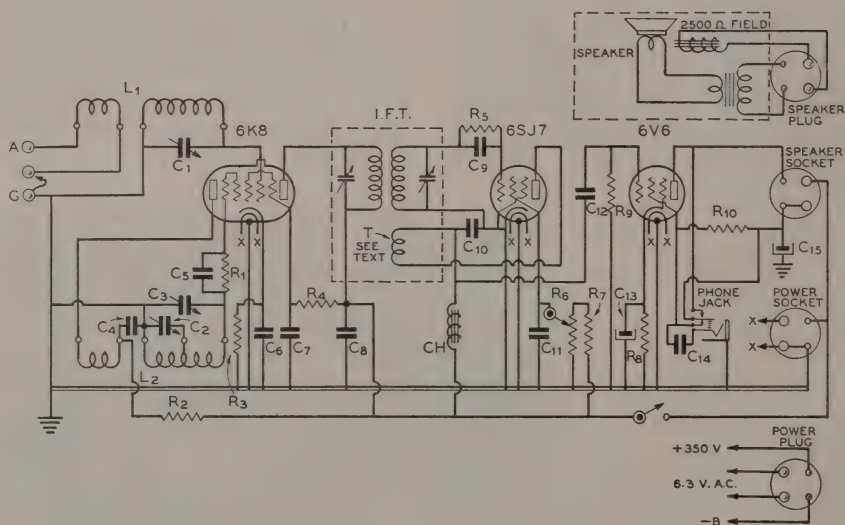 2500 Ω FIELD
SPEAKER
SPEAKER PLUG
L₁
I.F.T.
R₅
6K8
6SJ7
6V6
SPEAKER SOCKET
A
G
C₁
C₉
C₁₂
R₉
R₁₀
X X
T
SEE TEXT
C₁₀
X X
X X
C₁₅
C₅
R₁
C₃
C₄
C₂
R₄
R₆
R₇
C₁₃
PHONE JACK
POWER SOCKET
X
X
C₆
C₇
C₈
CH
C₁₁
R₈
C₁₄
L₂
R₃
R₂
POWER PLUG
+350 V
6.3 V. A.C.
-B